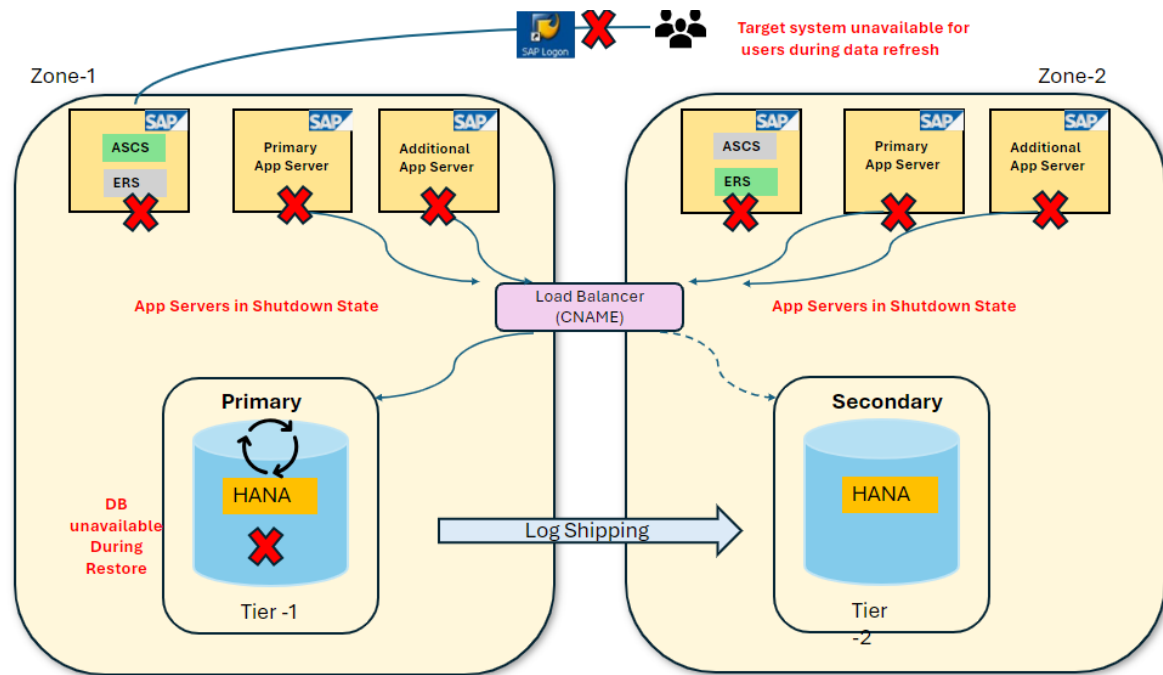 SAP Logon
Target system unavailable for
users during data refresh
Zone-1
Zone-2
SAP
ASCS
ERS
SAP
Primary
App Server
SAP
Additional
App Server
SAP
ASCS
ERS
SAP
Primary
App Server
SAP
Additional
App Server
App Servers in Shutdown State
Load Balancer
(CNAME)
App Servers in Shutdown State
Primary
HANA
DB
unavailable
During
Restore
Tier -1
Log Shipping
Secondary
HANA
Tier
-2